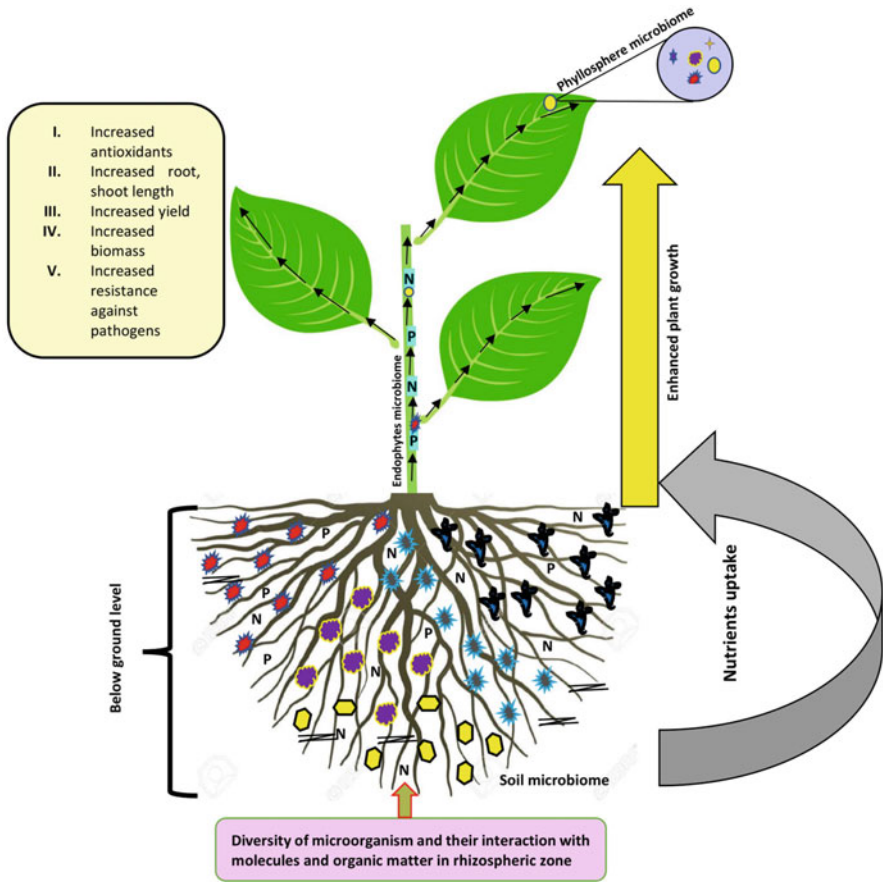 Phyllosphere microbiome
I. Increased
antioxidants
II. Increased root,
shoot length
III. Increased yield
IV. Increased
biomass
V. Increased
resistance
against
pathogens
Enhanced plant growth
N
P
N
P
Endophytes microbiome
Below ground level
N
P
N
N
P
P
N
P
N
P
N
N
N
N
Nutrients uptake
Soil microbiome
Diversity of microorganism and their interaction with
molecules and organic matter in rhizospheric zone